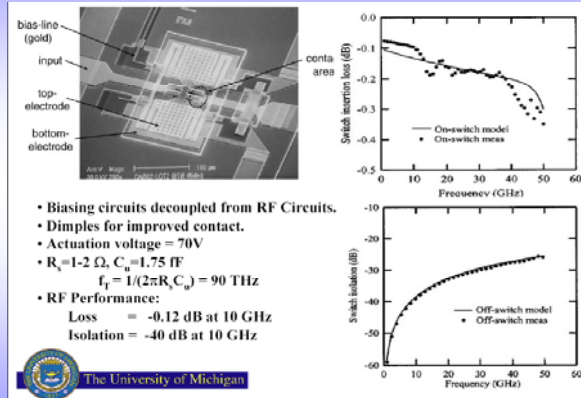 bias-line
(gold)
input
top-
electrode
bottom-
electrode
conta
area
• Biasing circuits decoupled from RF Circuits.
• Dimples for improved contact.
• Actuation voltage = 70V
• Rs=1-2 Ω, Cu=1.75 fF
fT = 1/(2πRsCu) = 90 THz
• RF Performance:
Loss = -0.12 dB at 10 GHz
Isolation = -40 dB at 10 GHz
The University of Michigan
Switch insertion loss (dB)
-0.0
-0.1
-0.2
-0.3
-0.4
-0.5
On-switch model
On-switch meas
0 10 20 30 40 50 60
Frequency (GHz)
Switch isolation (dB)
-10
-20
-30
-40
-50
-60
Off-switch model
Off-switch meas
0 10 20 30 40 50 60
Frequency (GHz)